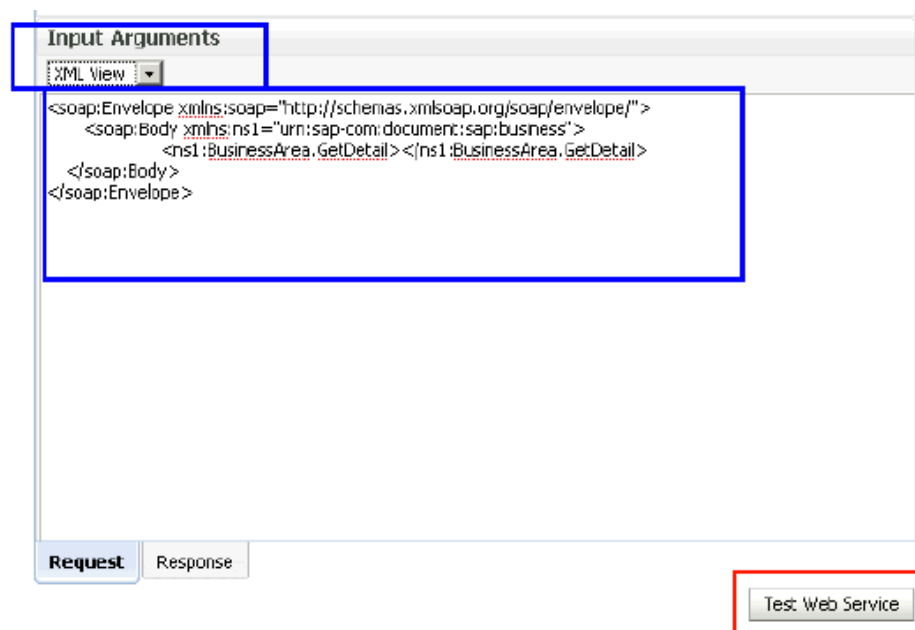 Input Arguments
XML View
<soap:Envelope xmlns:soap="http://schemas.xmlsoap.org/soap/envelope/">
<soap:Body xmlns:ns1="urn:sap-com:document:sap:business">
<ns1:BusinessArea.GetDetail></ns1:BusinessArea.GetDetail>
</soap:Body>
</soap:Envelope>
Request Response
Test Web Service